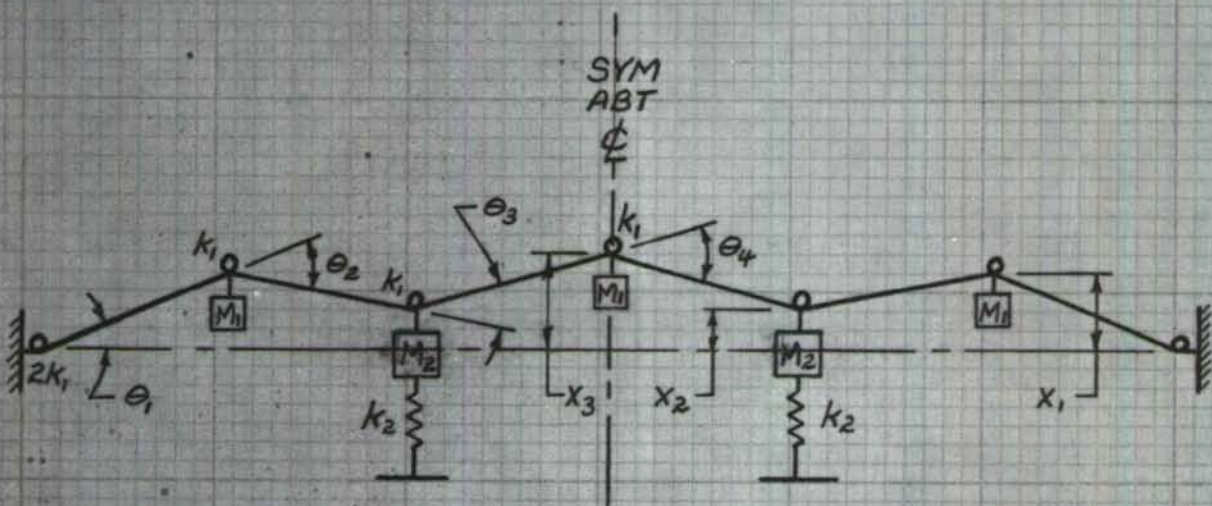 SYM
ABT
℄
k₁
θ₃
k₁
θ₂
k₁
θ₄
M₁
M₁
M₁
2k₁
θ₁
M₂
M₂
x₃
x₂
x₁
k₂
k₂